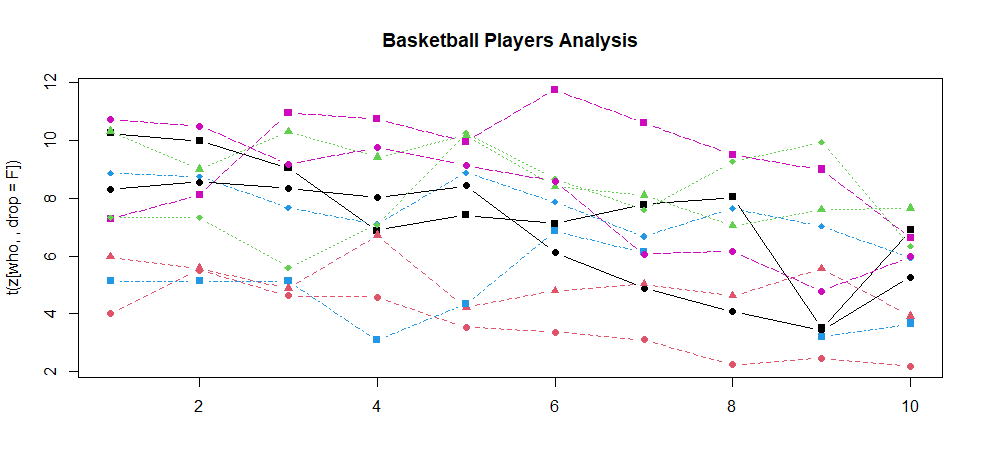 Basketball Players Analysis
t(z[who, , drop = F])
12
10
8
6
4
2
2 4 6 8 10